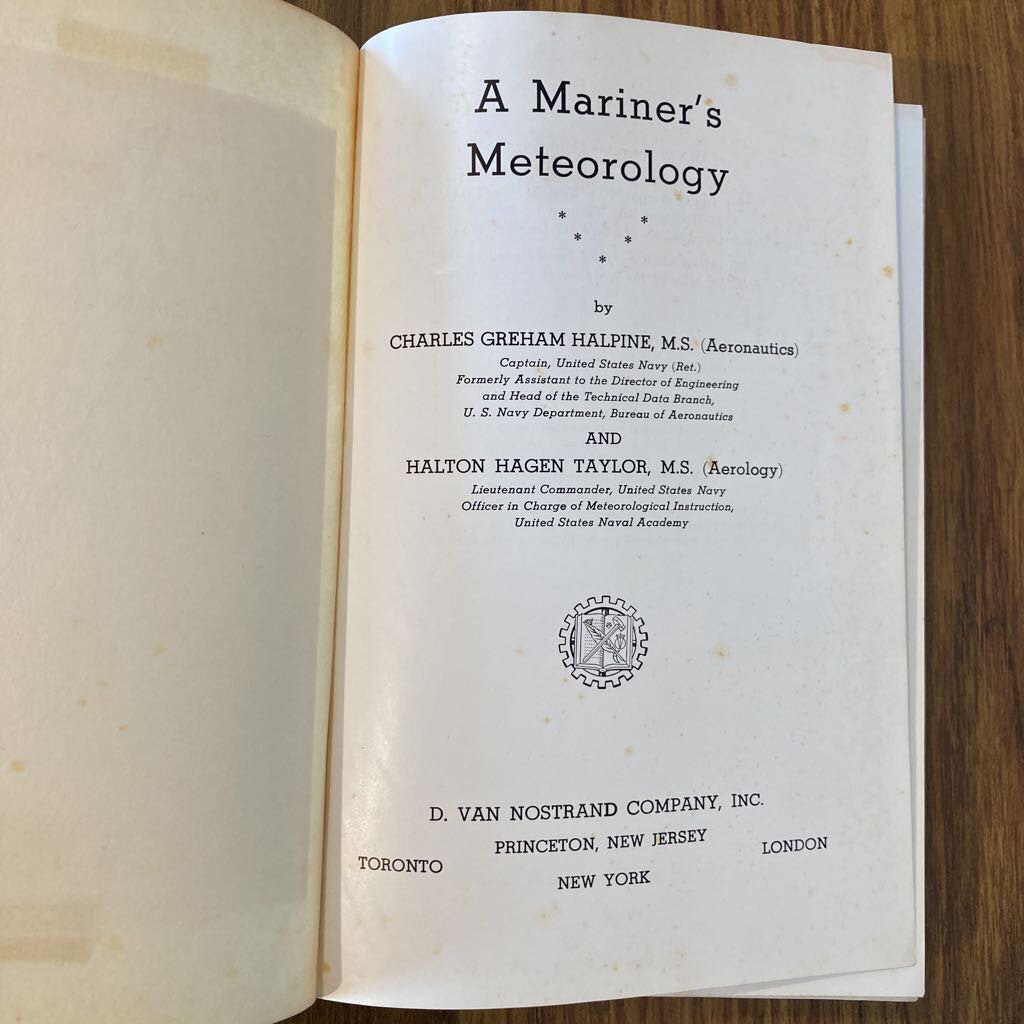 A Mariner's
Meteorology
* *
* *
*
by
CHARLES GREHAM HALPINE, M.S. (Aeronautics)
Captain, United States Navy (Ret.)
Formerly Assistant to the Director of Engineering
and Head of the Technical Data Branch,
U. S. Navy Department, Bureau of Aeronautics
AND
HALTON HAGEN TAYLOR, M.S. (Aerology)
Lieutenant Commander, United States Navy
Officer in Charge of Meteorological Instruction,
United States Naval Academy
D. VAN NOSTRAND COMPANY, INC.
PRINCETON, NEW JERSEY
TORONTO LONDON
NEW YORK